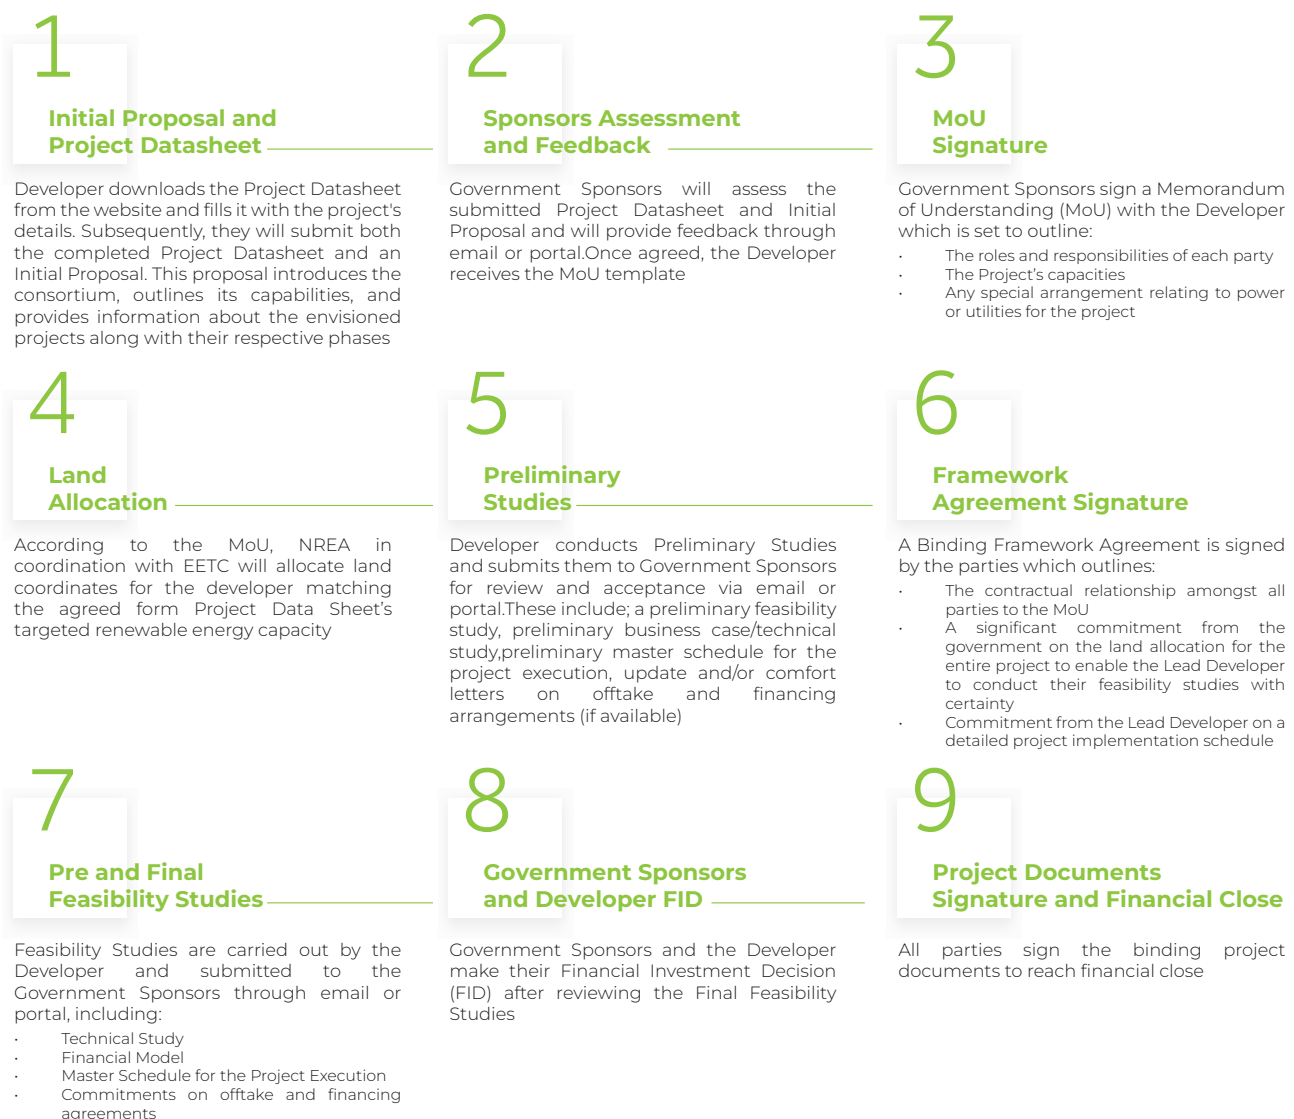 1
Initial Proposal and
Project Datasheet
Developer downloads the Project Datasheet
from the website and fills it with the project's
details. Subsequently, they will submit both
the completed Project Datasheet and an
Initial Proposal. This proposal introduces the
consortium, outlines its capabilities, and
provides information about the envisioned
projects along with their respective phases
2
Sponsors Assessment
and Feedback
Government Sponsors will assess the
submitted Project Datasheet and Initial
Proposal and will provide feedback through
email or portal.Once agreed, the Developer
receives the MoU template
3
MoU
Signature
Government Sponsors sign a Memorandum
of Understanding (MoU) with the Developer
which is set to outline:
· The roles and responsibilities of each party
· The Project’s capacities
· Any special arrangement relating to power
or utilities for the project
4
Land
Allocation
According to the MoU, NREA in
coordination with EETC will allocate land
coordinates for the developer matching
the agreed form Project Data Sheet’s
targeted renewable energy capacity
5
Preliminary
Studies
Developer conducts Preliminary Studies
and submits them to Government Sponsors
for review and acceptance via email or
portal.These include; a preliminary feasibility
study, preliminary business case/technical
study,preliminary master schedule for the
project execution, update and/or comfort
letters on offtake and financing
arrangements (if available)
6
Framework
Agreement Signature
A Binding Framework Agreement is signed
by the parties which outlines:
· The contractual relationship amongst all
parties to the MoU
· A significant commitment from the
government on the land allocation for the
entire project to enable the Lead Developer
to conduct their feasibility studies with
certainty
· Commitment from the Lead Developer on a
detailed project implementation schedule
7
Pre and Final
Feasibility Studies
Feasibility Studies are carried out by the
Developer and submitted to the
Government Sponsors through email or
portal, including:
· Technical Study
· Financial Model
· Master Schedule for the Project Execution
· Commitments on offtake and financing
agreements
8
Government Sponsors
and Developer FID
Government Sponsors and the Developer
make their Financial Investment Decision
(FID) after reviewing the Final Feasibility
Studies
9
Project Documents
Signature and Financial Close
All parties sign the binding project
documents to reach financial close